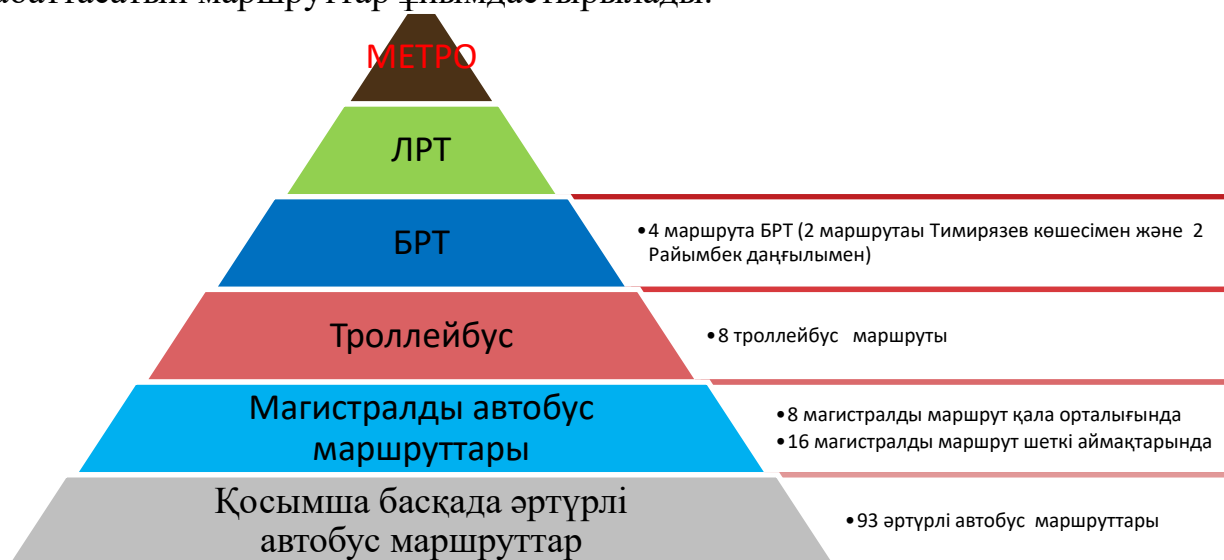 маршруттар ұйымдастырылады.
МЕТРО
ЛРТ
БРТ
•4 маршрута БРТ (2 маршрутаы Тимирязев көшесімен және 2
Райымбек даңғылымен)
Троллейбус
•8 троллейбус маршруты
Магистралды автобус
маршруттары
•8 магистралды маршрут қала орталығында
•16 магистралды маршрут шеткі аймақтарында
Қосымша басқада әртүрлі
автобус маршруттар
•93 әртүрлі автобус маршруттары